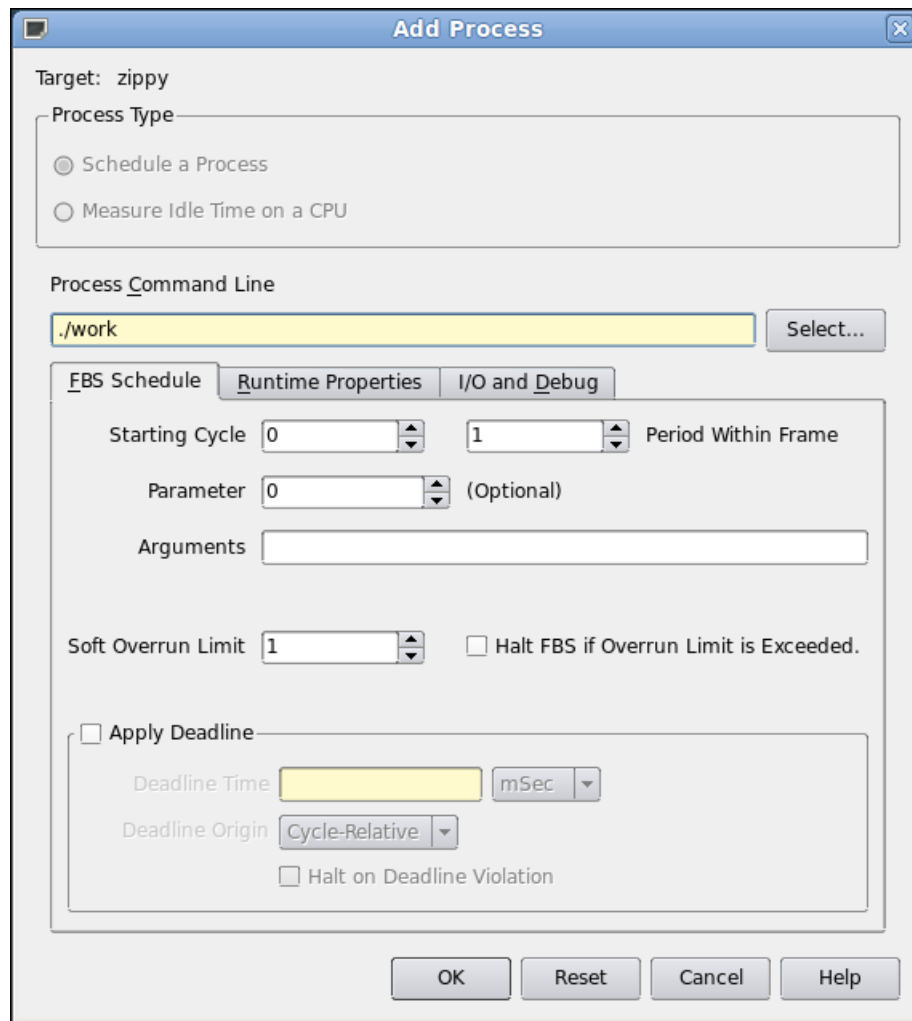 Add Process
Target: zippy
Process Type
Schedule a Process
Measure Idle Time on a CPU
Process Command Line
./work
Select...
FBS Schedule Runtime Properties I/O and Debug
Starting Cycle 0 1 Period Within Frame
Parameter 0 (Optional)
Arguments
Soft Overrun Limit 1 Halt FBS if Overrun Limit is Exceeded.
Apply Deadline
Deadline Time mSec
Deadline Origin Cycle-Relative
Halt on Deadline Violation
OK Reset Cancel Help